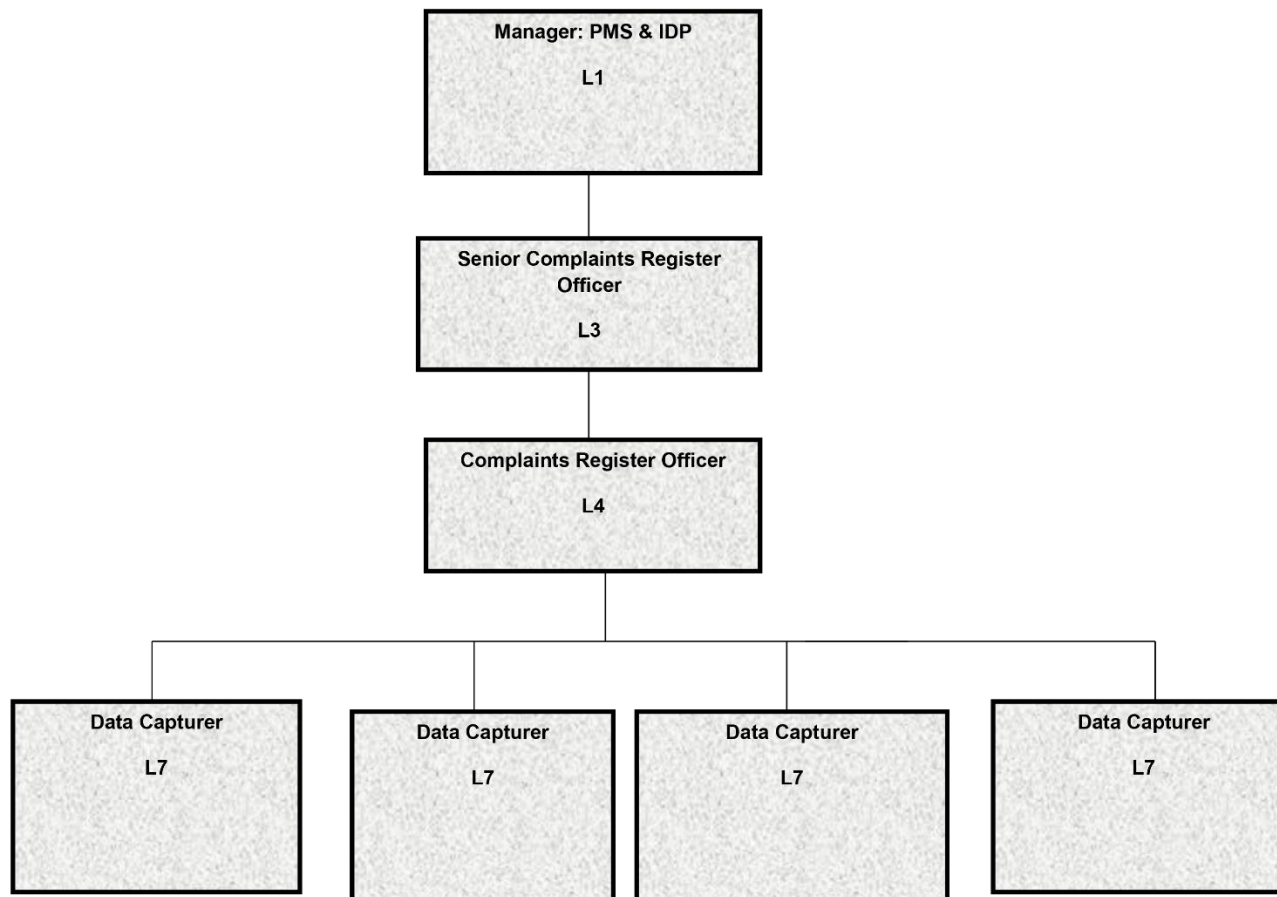 Manager: PMS & IDP
L1
Senior Complaints Register
Officer
L3
Complaints Register Officer
L4
Data Capturer
L7
Data Capturer
L7
Data Capturer
L7
Data Capturer
L7